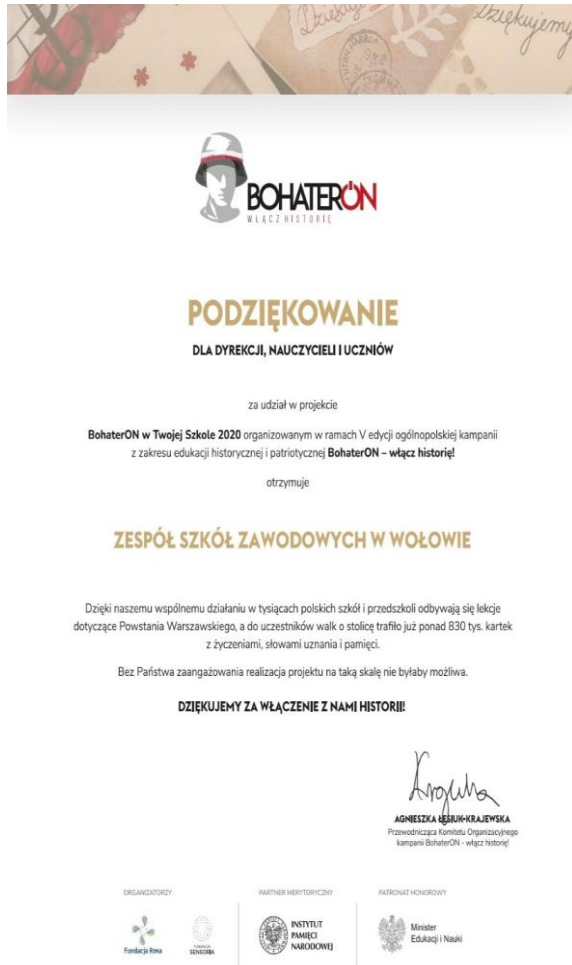 Dziękuję
Dziękujemy
BOHATERON
WŁĄCZ HISTORIĘ
PODZIĘKOWANIE
DLA DYREKCJI, NAUCZYCIELI I UCZNIÓW
za udział w projekcie
BohaterON w Twojej Szkole 2020 organizowanym w ramach V edycji ogólnopolskiej kampanii
z zakresu edukacji historycznej i patriotycznej BohaterON – włącz historię!
otrzymuje
ZESPÓŁ SZKÓŁ ZAWODOWYCH W WOŁOWIE
Dzięki naszemu wspólnemu działaniu w tysiącach polskich szkół i przedszkoli odbywają się lekcje
dotyczące Powstania Warszawskiego, a do uczestników walk o stolicę trafiło już ponad 830 tys. kartek
z życzeniami, słowami uznania i pamięci.
Bez Państwa zaangażowania realizacja projektu na taką skalę nie byłaby możliwa.
DZIĘKUJEMY ZA WŁĄCZENIE Z NAMI HISTORII!
AGNIESZKA ŁESIUK-KRAJEWSKA
Przewodnicząca Komitetu Organizacyjnego
kampanii BohaterON - włącz historię!
ORGANIZATORZY
PARTNER MERYTORYCZNY
PATRONAT HONOROWY
Fundacja Rosa
FUNDACJA
SENSORIA
INSTYTUT
PAMIĘCI
NARODOWEJ
Minister
Edukacji i Nauki